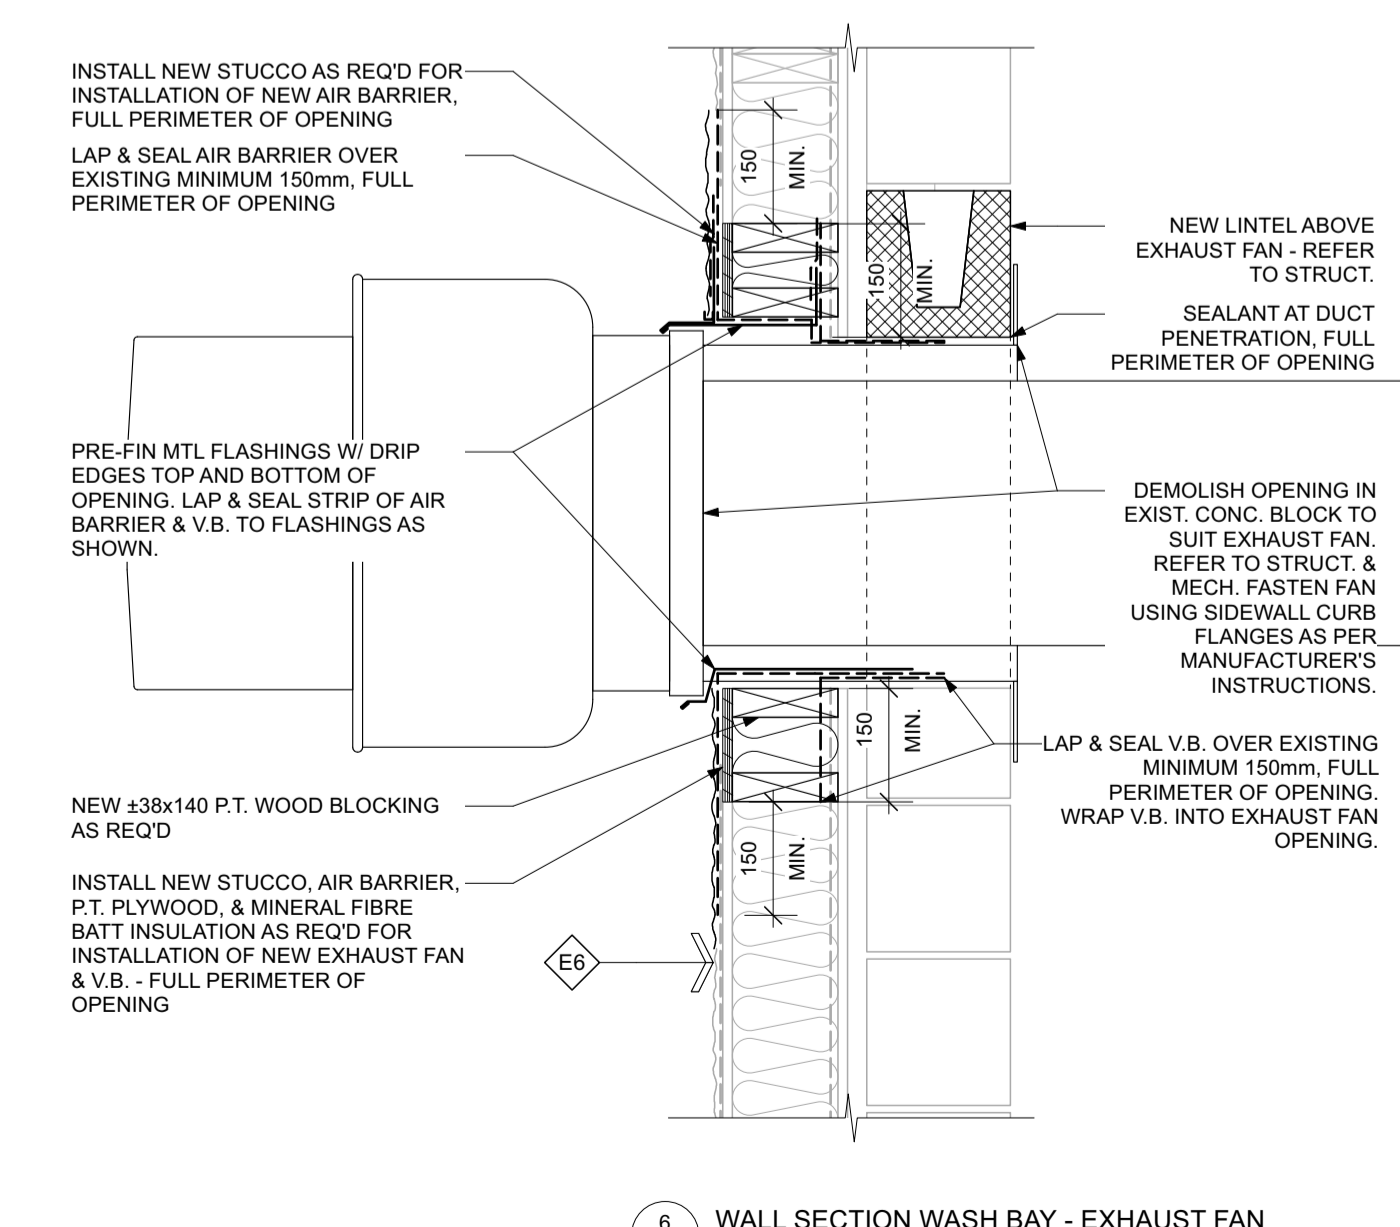 INSTALL NEW STUCCO AS REQ'D FOR
INSTALLATION OF NEW AIR BARRIER,
FULL PERIMETER OF OPENING
LAP & SEAL AIR BARRIER OVER
EXISTING MINIMUM 150mm, FULL
PERIMETER OF OPENING
PRE-FIN MTL FLASHINGS W/ DRIP
EDGES TOP AND BOTTOM OF
OPENING. LAP & SEAL STRIP OF AIR
BARRIER & V.B. TO FLASHINGS AS
SHOWN.
NEW ±38x140 P.T. WOOD BLOCKING
AS REQ'D
INSTALL NEW STUCCO, AIR BARRIER,
P.T. PLYWOOD, & MINERAL FIBRE
BATT INSULATION AS REQ'D FOR
INSTALLATION OF NEW EXHAUST FAN
& V.B. - FULL PERIMETER OF
OPENING
E6
150
MIN.
150
MIN.
150
MIN.
150
MIN.
NEW LINTEL ABOVE
EXHAUST FAN - REFER
TO STRUCT.
SEALANT AT DUCT
PENETRATION, FULL
PERIMETER OF OPENING
DEMOLISH OPENING IN
EXIST. CONC. BLOCK TO
SUIT EXHAUST FAN.
REFER TO STRUCT. &
MECH. FASTEN FAN
USING SIDEWALL CURB
FLANGES AS PER
MANUFACTURER'S
INSTRUCTIONS.
LAP & SEAL V.B. OVER EXISTING
MINIMUM 150mm, FULL
PERIMETER OF OPENING.
WRAP V.B. INTO EXHAUST FAN
OPENING.
6
WALL SECTION WASH BAY - EXHAUST FAN